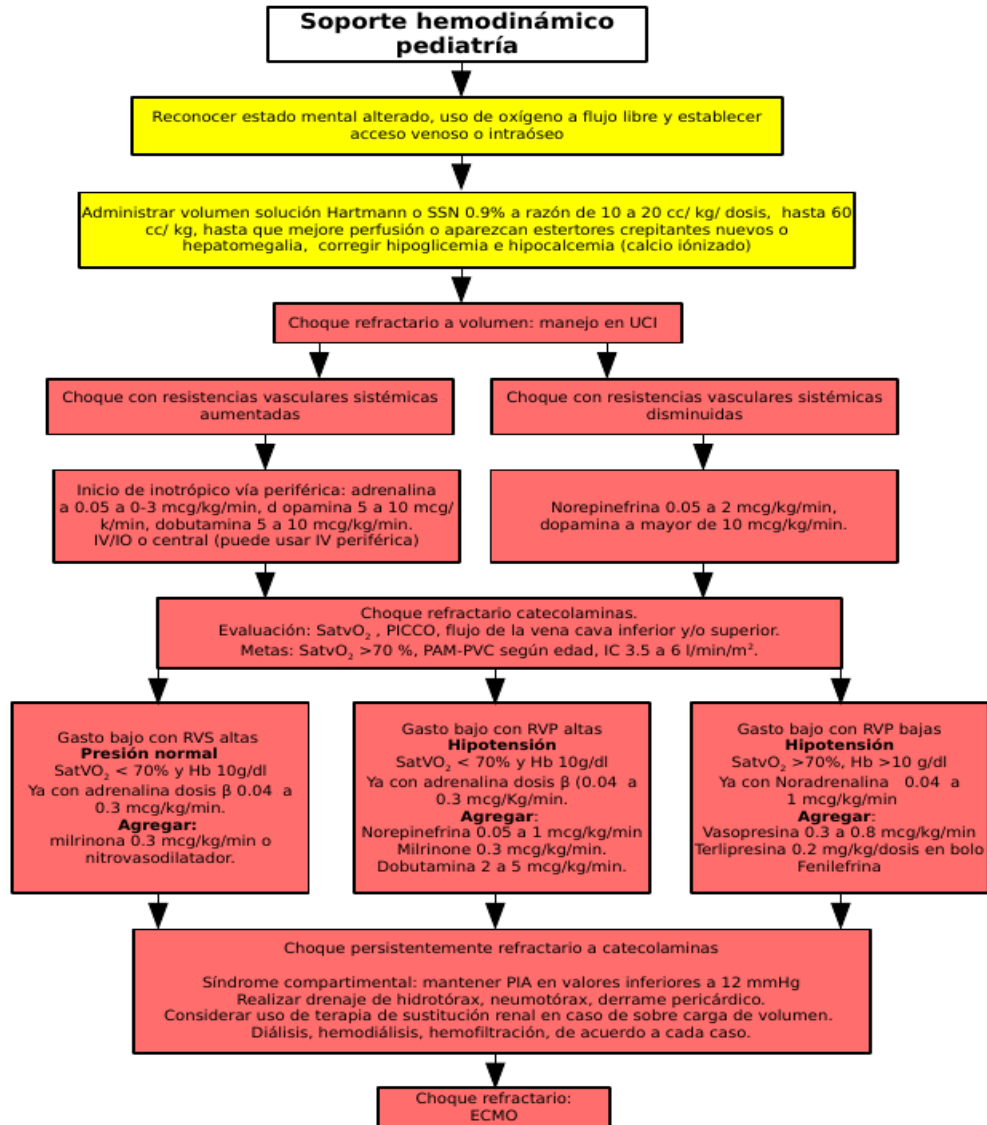 Soporte hemodinámico
pediatría
Reconocer estado mental alterado, uso de oxígeno a flujo libre y establecer
acceso venoso o intraóseo
Administrar volumen solución Hartmann o SSN 0.9% a razón de 10 a 20 cc/ kg/ dosis, hasta 60
cc/ kg, hasta que mejore perfusión o aparezcan estertores crepitantes nuevos o
hepatomegalia, corregir hipoglicemia e hipocalcemia (calcio iónizado)
Choque refractario a volumen: manejo en UCI
Choque con resistencias vasculares sistémicas
aumentadas
Choque con resistencias vasculares sistémicas
disminuidas
Inicio de inotrópico vía periférica: adrenalina
a 0.05 a 0-3 mcg/kg/min, d opamina 5 a 10 mcg/
k/min, dobutamina 5 a 10 mcg/kg/min.
IV/IO o central (puede usar IV periférica)
Norepinefrina 0.05 a 2 mcg/kg/min,
dopamina a mayor de 10 mcg/kg/min.
Choque refractario catecolaminas.
Evaluación: SatvO₂ , PICCO, flujo de la vena cava inferior y/o superior.
Metas: SatvO₂ >70 %, PAM-PVC según edad, IC 3.5 a 6 l/min/m².
Gasto bajo con RVS altas
Presión normal
SatVO₂ < 70% y Hb 10g/dl
Ya con adrenalina dosis β 0.04 a
0.3 mcg/kg/min.
Agregar:
milrinona 0.3 mcg/kg/min o
nitrovasodilatador.
Gasto bajo con RVP altas
Hipotensión
SatVO₂ < 70% y Hb 10g/dl
Ya con adrenalina dosis β (0.04 a
0.3 mcg/Kg/min.
Agregar:
Norepinefrina 0.05 a 1 mcg/kg/min
Milrinone 0.3 mcg/kg/min.
Dobutamina 2 a 5 mcg/kg/min.
Gasto bajo con RVP bajas
Hipotensión
SatvO₂ >70%, Hb >10 g/dl
Ya con Noradrenalina 0.04 a
1 mcg/kg/min
Agregar:
Vasopresina 0.3 a 0.8 mcg/kg/min
Terlipresina 0.2 mg/kg/dosis en bolo
Fenilefrina
Choque persistentemente refractario a catecolaminas
Síndrome compartimental: mantener PIA en valores inferiores a 12 mmHg
Realizar drenaje de hidrotórax, neumotórax, derrame pericárdico.
Considerar uso de terapia de sustitución renal en caso de sobre carga de volumen.
Diálisis, hemodiálisis, hemofiltración, de acuerdo a cada caso.
Choque refractario:
ECMO